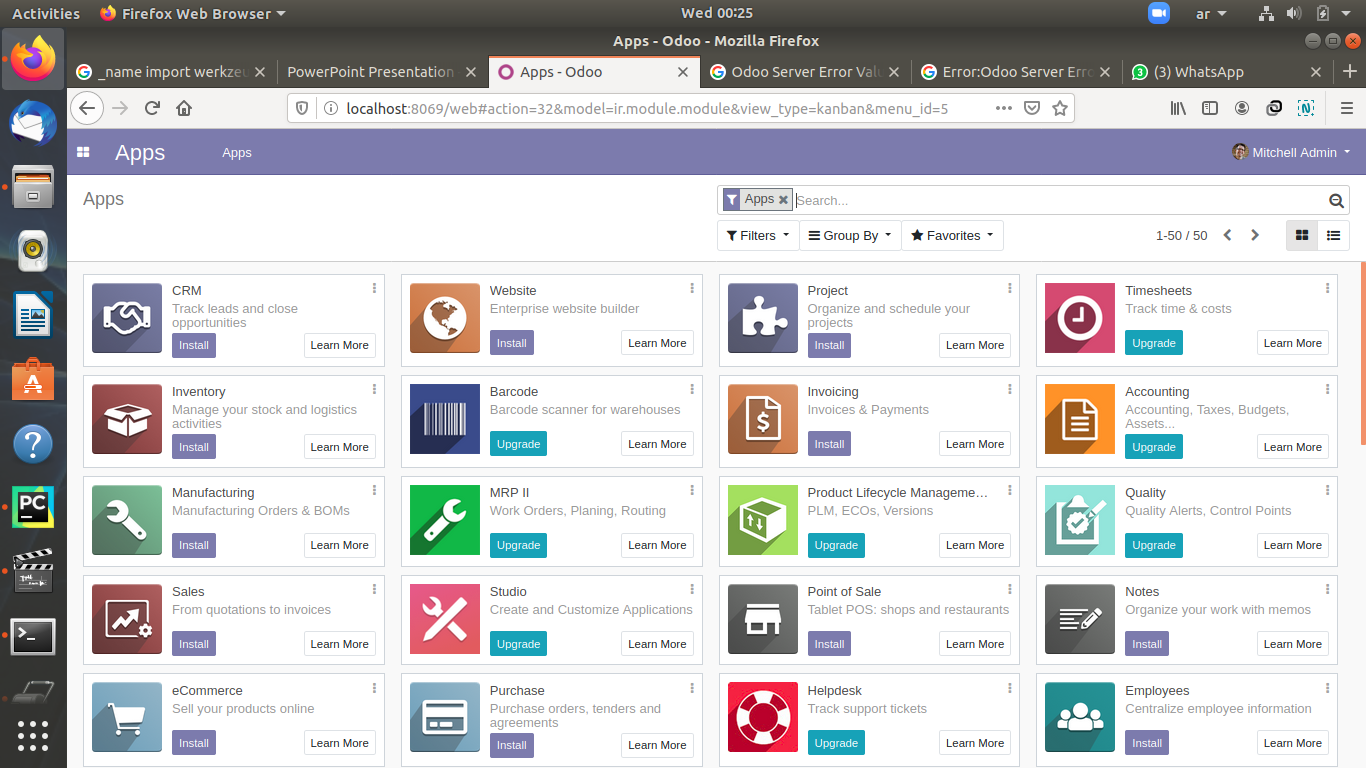 Activities Firefox Web Browser Wed 00:25 ar
Apps - Odoo - Mozilla Firefox
_name import werkzeu PowerPoint Presentation - Apps - Odoo Odoo Server Error Valu Error:Odoo Server Erro (3) WhatsApp
localhost:8069/web#action=32&model=ir.module.module&view_type=kanban&menu_id=5
Apps Apps Mitchell Admin
Apps Apps Search...
Filters Group By Favorites 1-50 / 50
CRM
Track leads and close
opportunities
Install Learn More
Website
Enterprise website builder
Install Learn More
Project
Organize and schedule your
projects
Install Learn More
Timesheets
Track time & costs
Upgrade Learn More
Inventory
Manage your stock and logistics
activities
Install Learn More
Barcode
Barcode scanner for warehouses
Upgrade Learn More
Invoicing
Invoices & Payments
Install Learn More
Accounting
Accounting, Taxes, Budgets,
Assets...
Upgrade Learn More
Manufacturing
Manufacturing Orders & BOMs
Install Learn More
MRP II
Work Orders, Planing, Routing
Upgrade Learn More
Product Lifecycle Manageme...
PLM, ECOs, Versions
Upgrade Learn More
Quality
Quality Alerts, Control Points
Upgrade Learn More
Sales
From quotations to invoices
Install Learn More
Studio
Create and Customize Applications
Upgrade Learn More
Point of Sale
Tablet POS: shops and restaurants
Install Learn More
Notes
Organize your work with memos
Install Learn More
eCommerce
Sell your products online
Install Learn More
Purchase
Purchase orders, tenders and
agreements
Install Learn More
Helpdesk
Track support tickets
Upgrade Learn More
Employees
Centralize employee information
Install Learn More